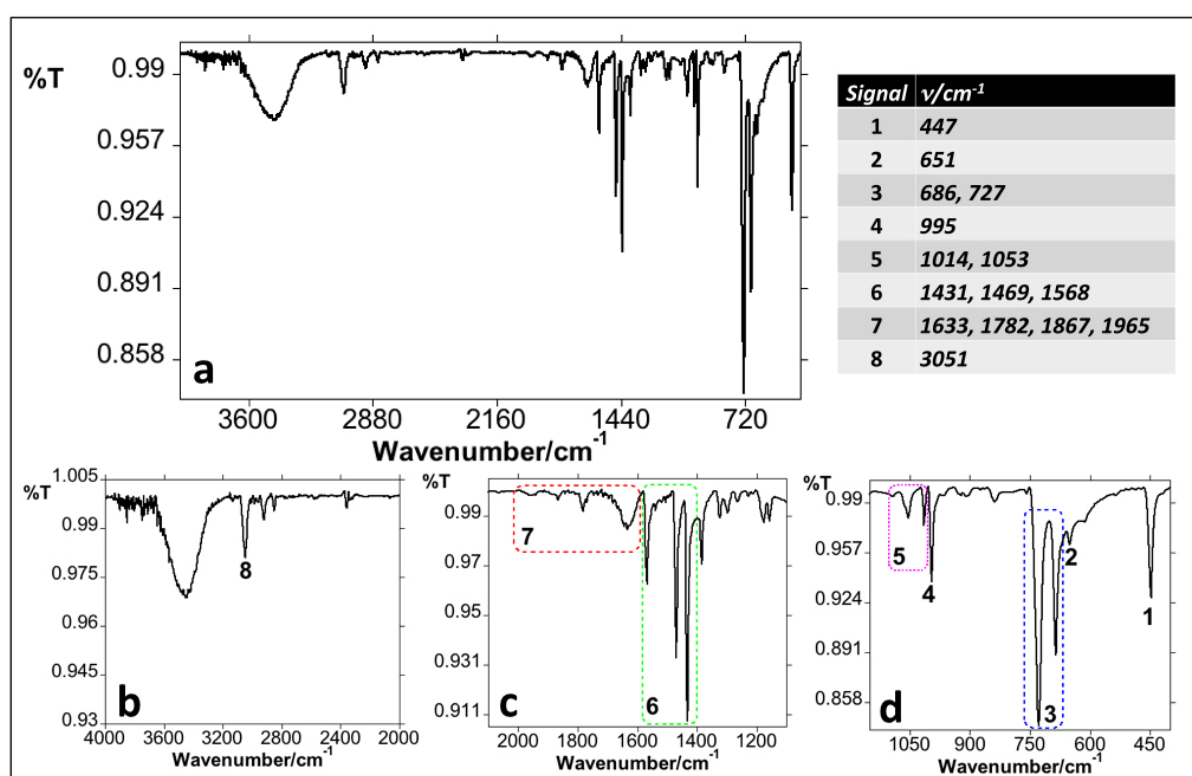 %T
0.99
0.957
0.924
0.891
0.858
a
3600 2880 2160 1440 720
Wavenumber/cm-1
Signal ν/cm-1
1 447
2 651
3 686, 727
4 995
5 1014, 1053
6 1431, 1469, 1568
7 1633, 1782, 1867, 1965
8 3051
%T
1.005
0.99
0.975
0.96
0.945
0.93
8
b
4000 3600 3200 2800 2400 2000
Wavenumber/cm-1
%T
0.99
0.97
0.95
0.931
0.911
7
6
c
2000 1800 1600 1400 1200
Wavenumber/cm-1
%T
0.99
0.957
0.924
0.891
0.858
5
4
2
1
3
d
1050 900 750 600 450
Wavenumber/cm-1